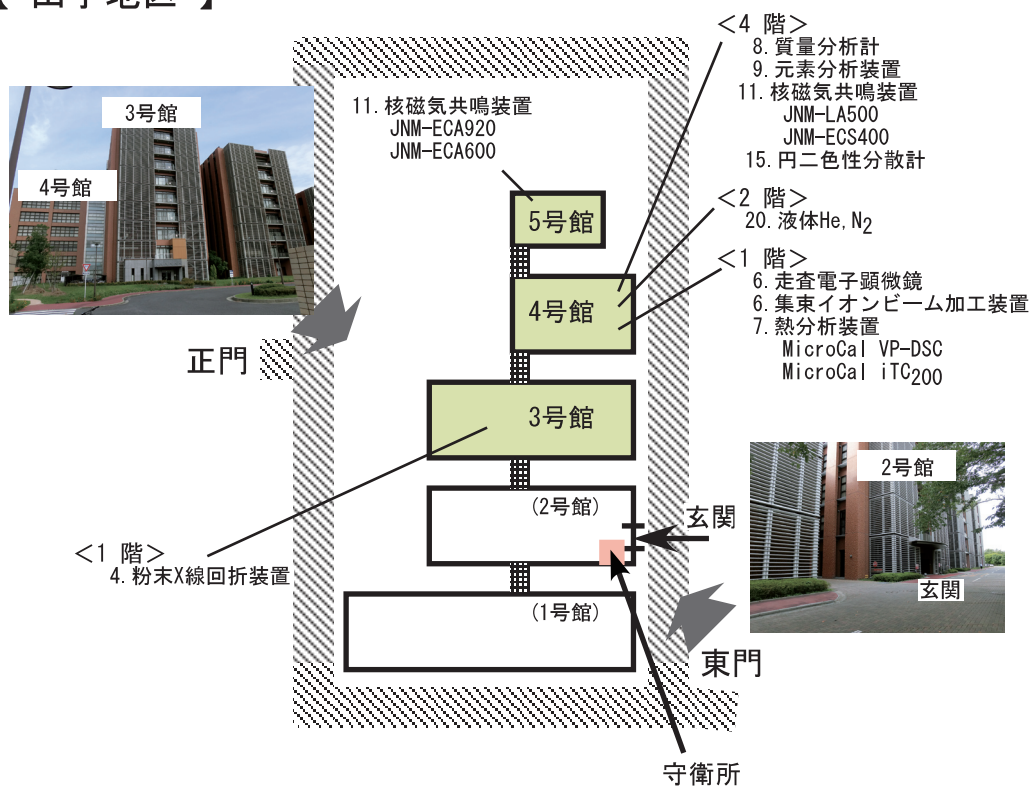 【 山手地区 】
<4 階>
8. 質量分析計
9. 元素分析装置
11. 核磁気共鳴装置
JNM-LA500
JNM-ECS400
15. 円二色性分散計
11. 核磁気共鳴装置
JNM-ECA920
JNM-ECA600
3号館
4号館
5号館
<2 階>
20. 液体He, N2
<1 階>
6. 走査電子顕微鏡
6. 集束イオンビーム加工装置
7. 熱分析装置
MicroCal VP-DSC
MicroCal iTC200
4号館
正門
3号館
2号館
(2号館)
玄関
<1 階>
4. 粉末X線回折装置
玄関
(1号館)
東門
守衛所